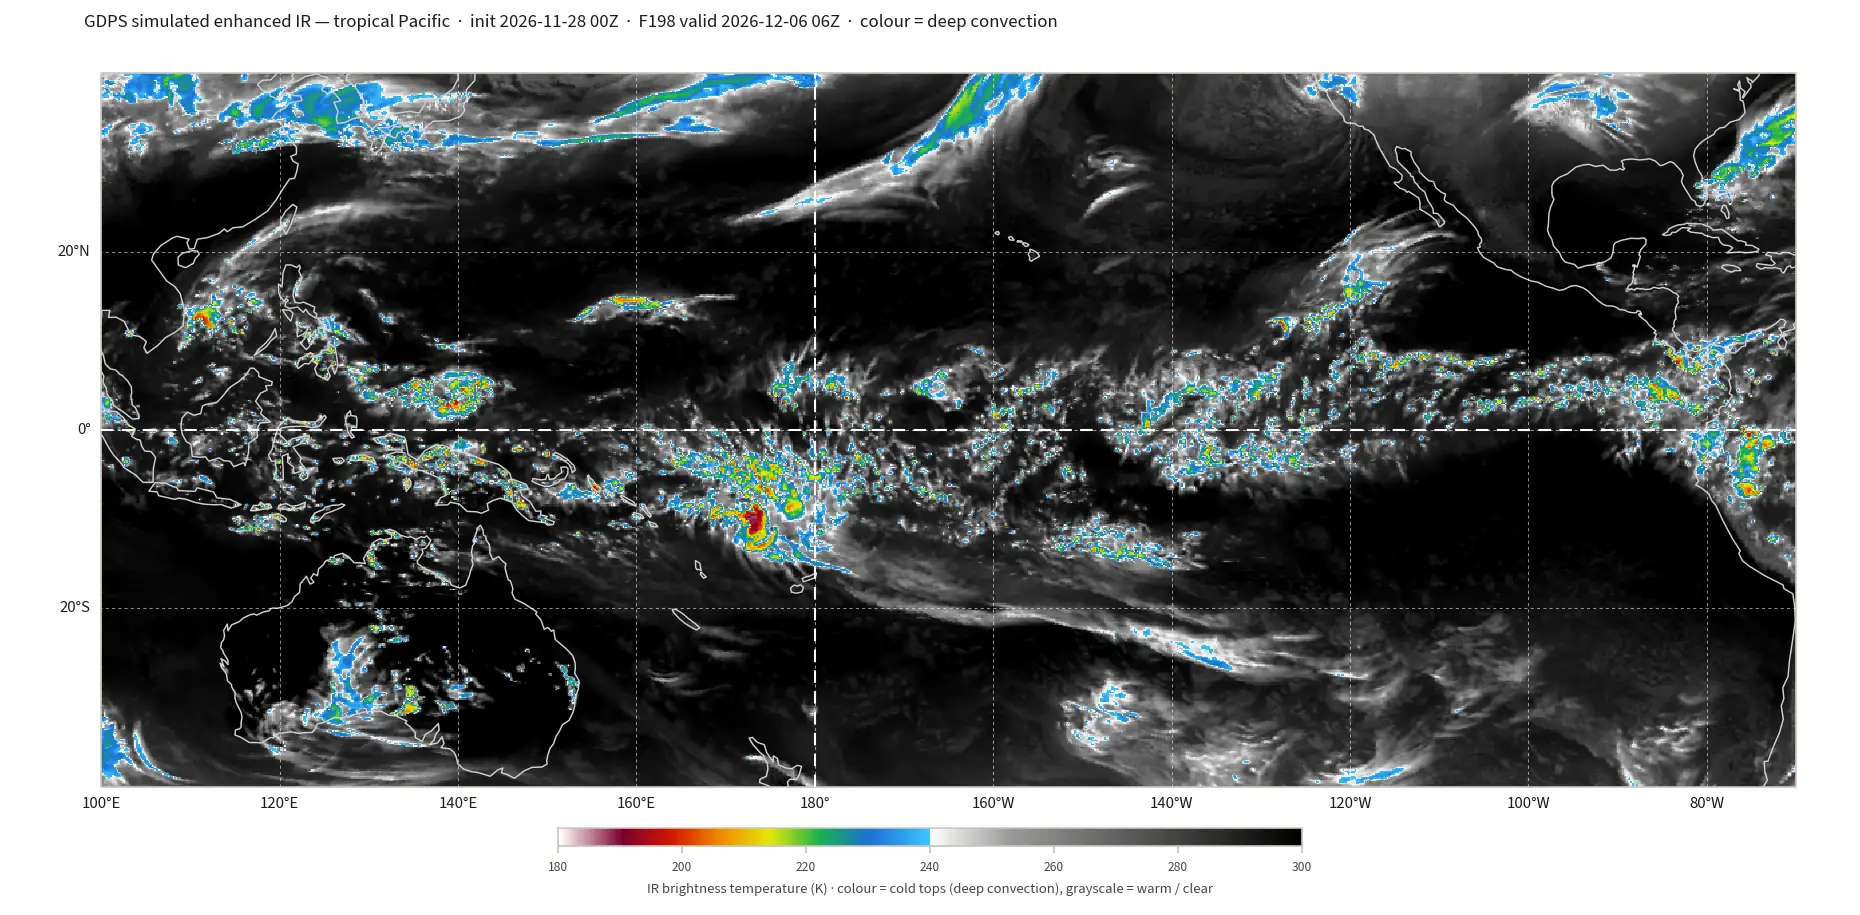 GDPS simulated enhanced IR — tropical Pacific · init 2026-11-28 00Z · F198 valid 2026-12-06 06Z · colour = deep convection
20°N
0°
20°S
100°E 120°E 140°E 160°E 180° 160°W 140°W 120°W 100°W 80°W
180 200 220 240 260 280 300
IR brightness temperature (K) · colour = cold tops (deep convection), grayscale = warm / clear